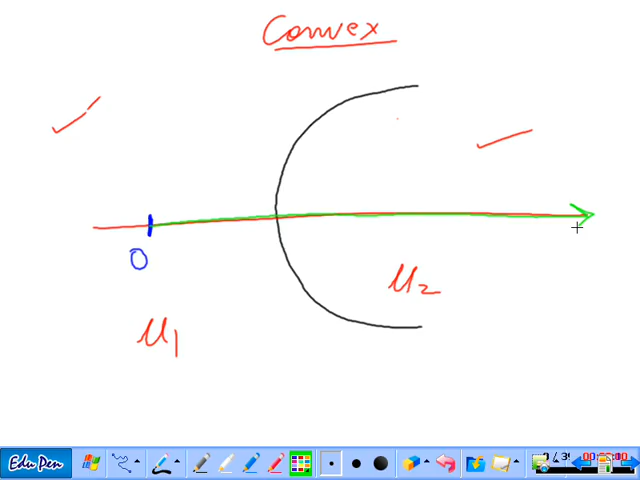 Convex
O
μ1
μ2
Edu Pen